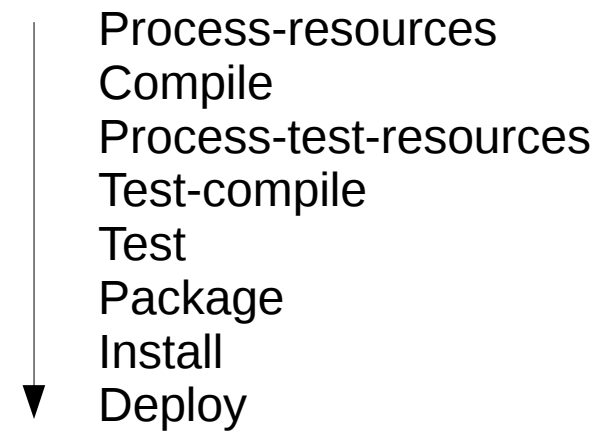 Process-resources
Compile
Process-test-resources
Test-compile
Test
Package
Install
Deploy